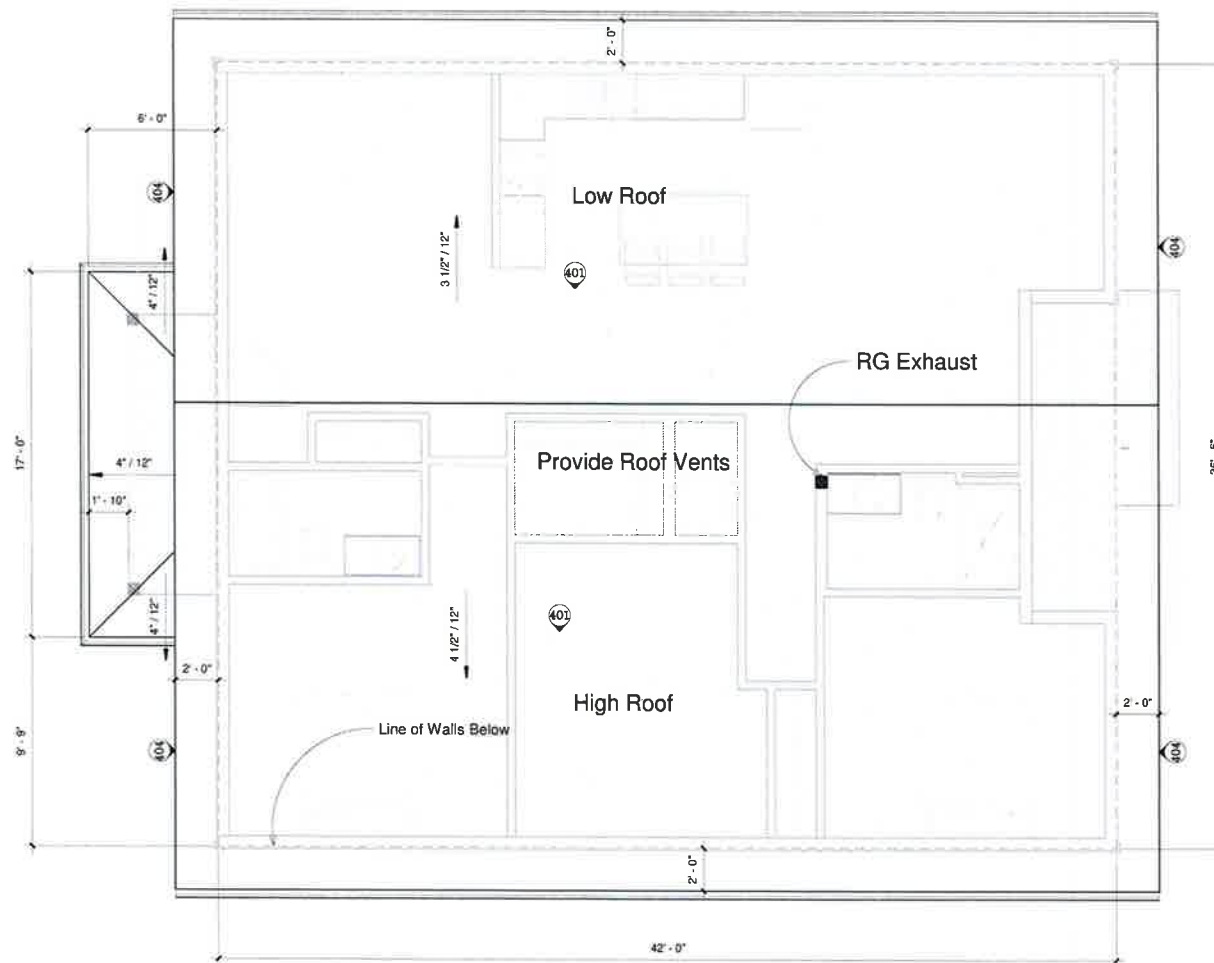 2' - 0"
6' - 0"
404
Low Roof
3 1/2" / 12"
401
404
4" / 12"
RG Exhaust
17' - 0"
4" / 12"
Provide Roof Vents
1' - 10"
4" / 12"
4 1/2" / 12"
401
2' - 0"
High Roof
2' - 0"
Line of Walls Below
9' - 9"
404
404
2' - 0"
42' - 0"